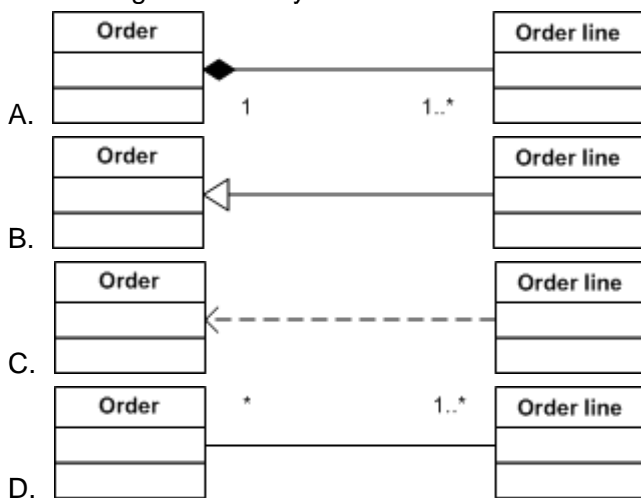 Order Order line
A. 1 1..*
Order Order line
B.
Order Order line
C.
Order * 1..* Order line
D.